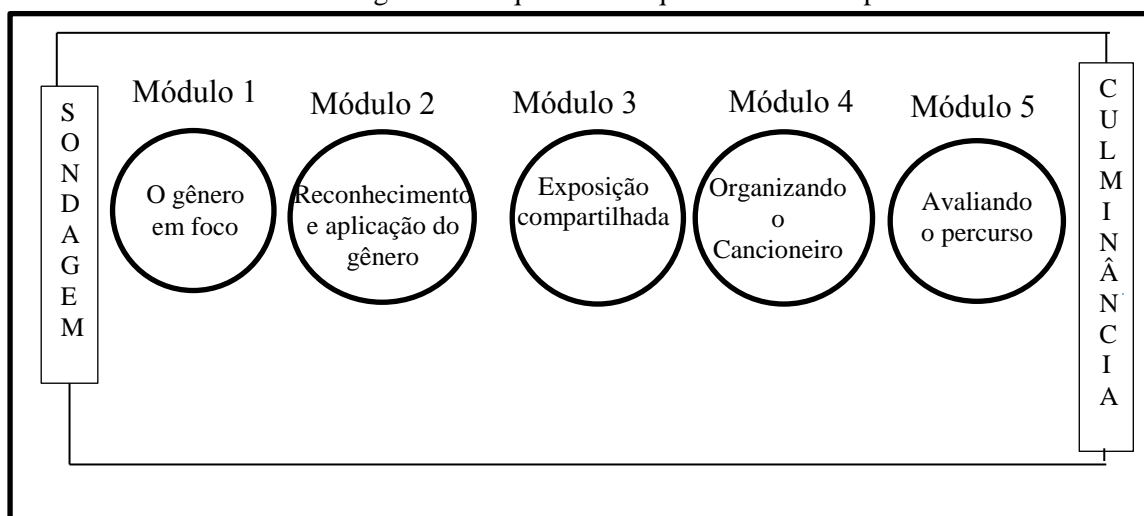 SONDAGEM
Módulo 1
O gênero
em foco
Módulo 2
Reconhecimento
e aplicação do
gênero
Módulo 3
Exposição
compartilhada
Módulo 4
Organizando
o
Cancioneiro
Módulo 5
Avaliando
o percurso
CULMINÂNCIA